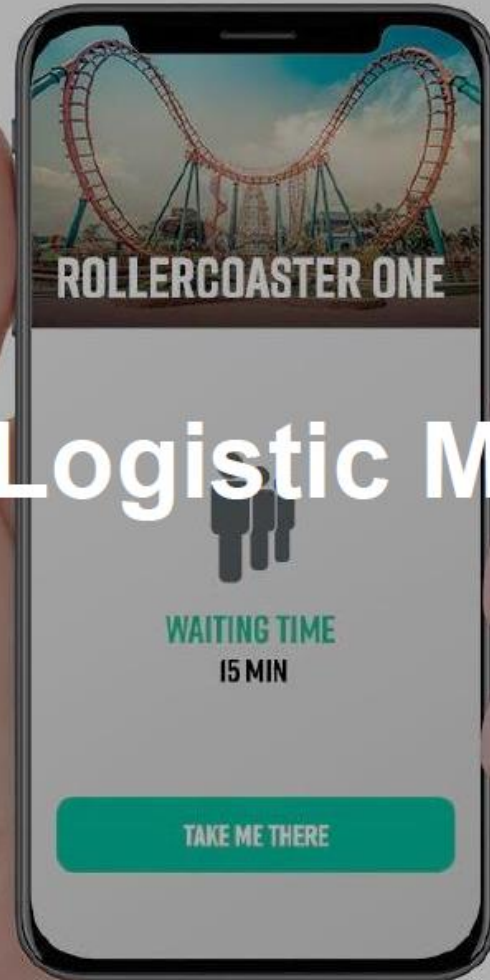 ROLLERCOASTER ONE
Logistic M
WAITING TIME
15 MIN
TAKE ME THERE